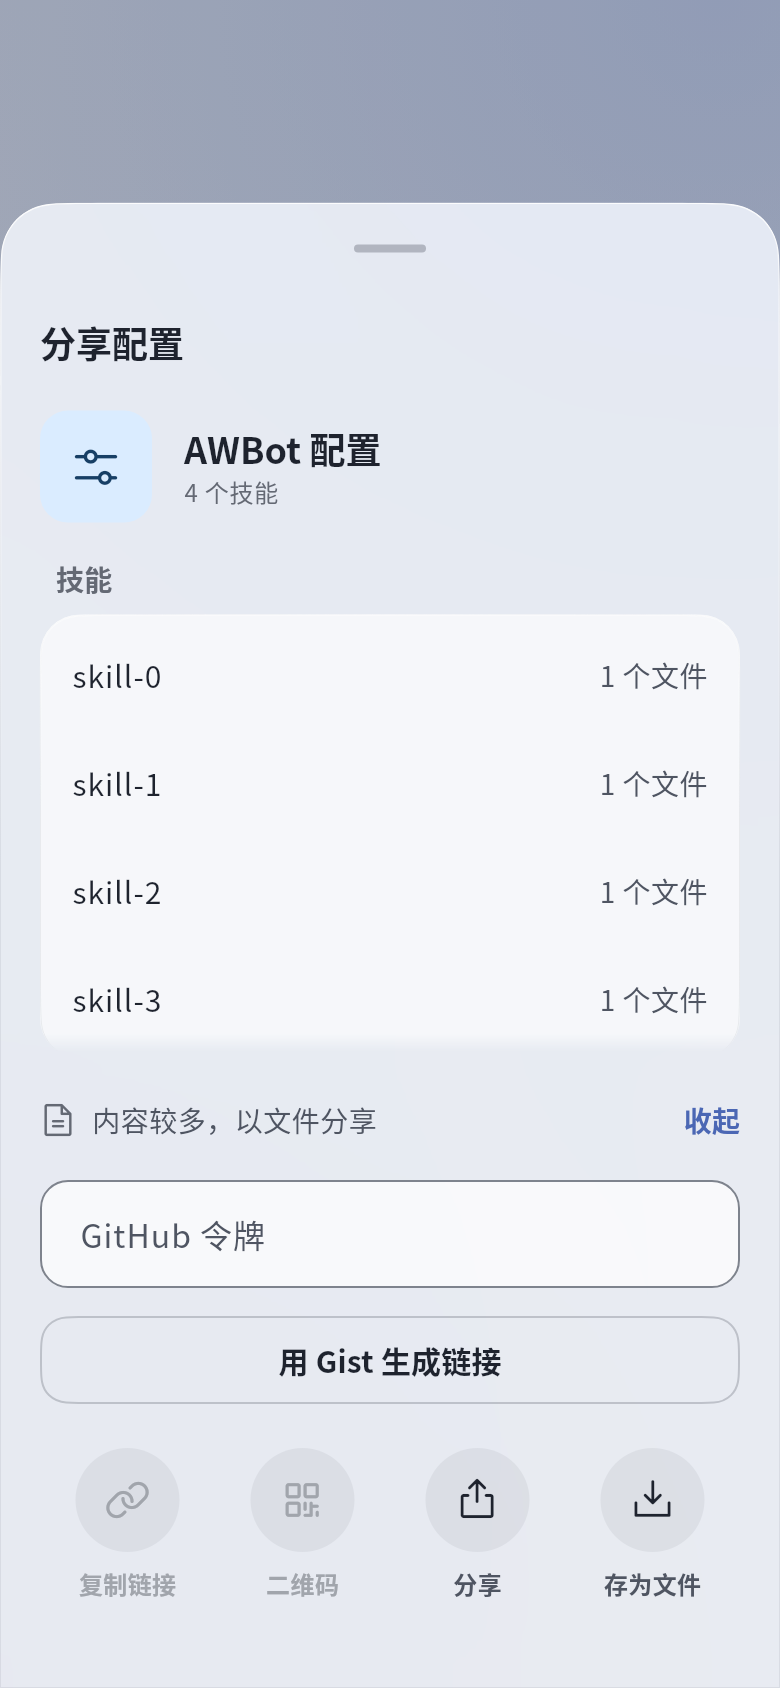 分享配置
AWBot 配置
4 个技能
技能
skill-0 1 个文件
skill-1 1 个文件
skill-2 1 个文件
skill-3 1 个文件
内容较多，以文件分享 收起
GitHub 令牌
用 Gist 生成链接
复制链接 二维码 分享 存为文件